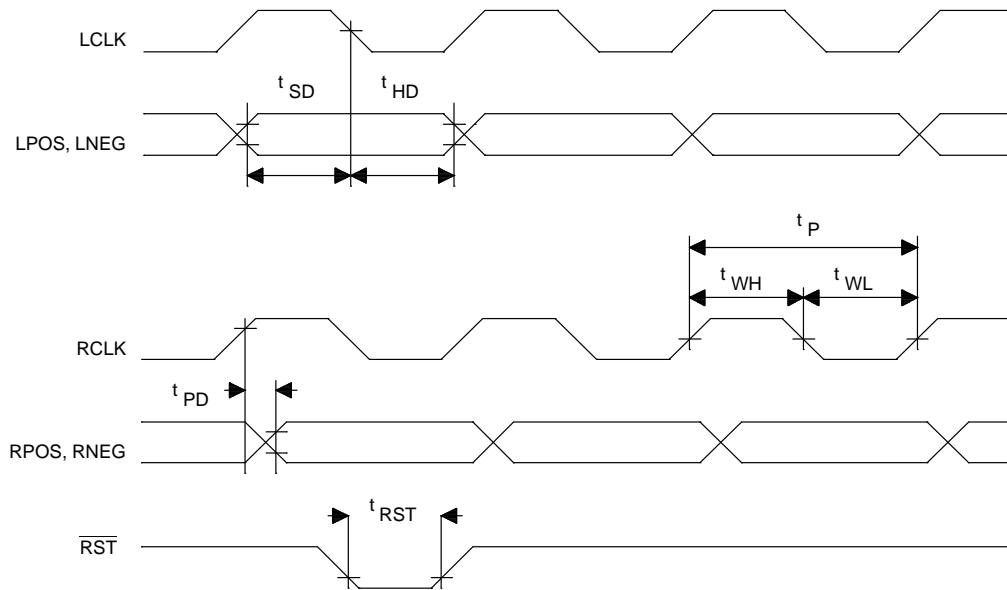 LCLK
t SD
t HD
LPOS, LNEG
t P
t WH
t WL
RCLK
t PD
RPOS, RNEG
t RST
RST